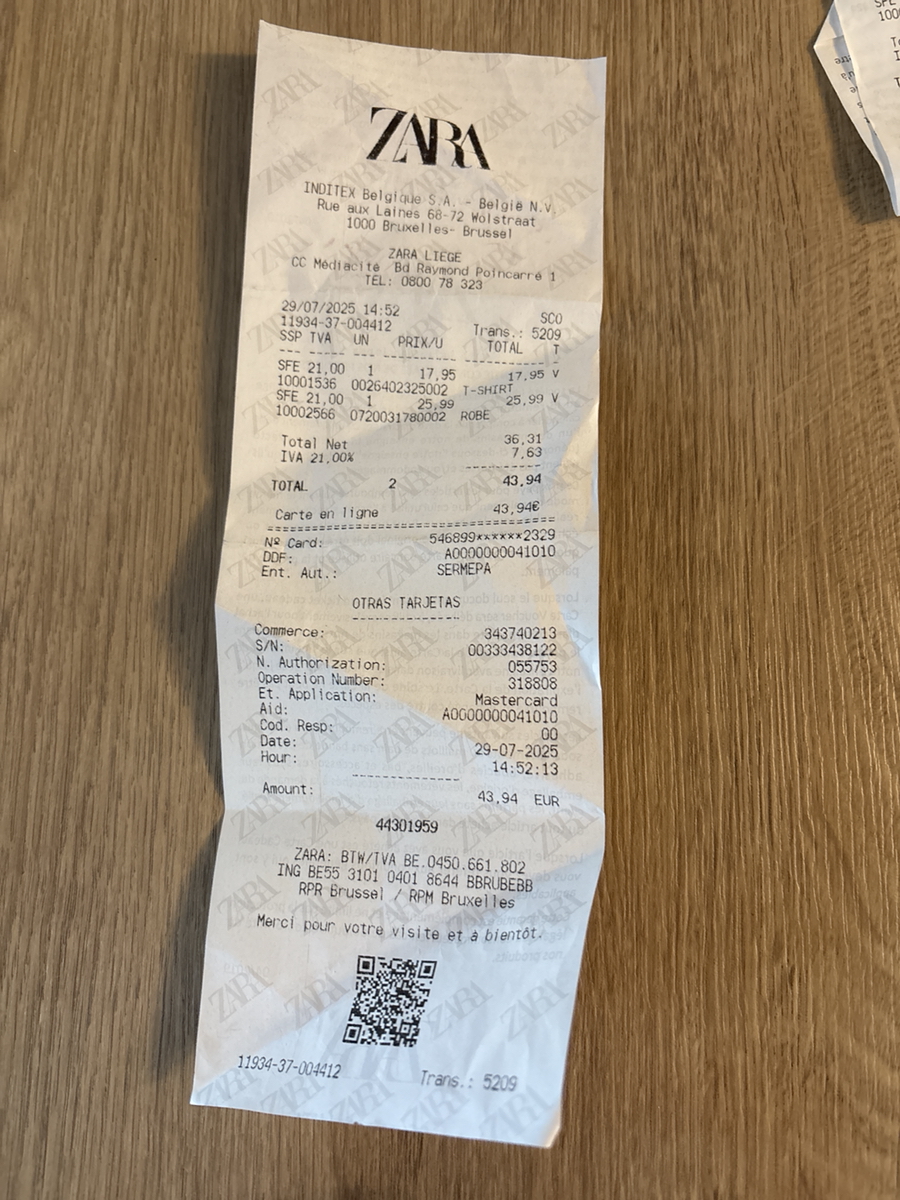 ZARA
INDITEX Belgique S.A. - België N.V.
Rue aux Laines 68-72 Wolstraat
1000 Bruxelles- Brussel
ZARA LIEGE
CC Médiacité Bd Raymond Poincarré 1
TEL: 0800 78 323
29/07/2025 14:52 SCO
11934-37-004412 Trans.: 5209
SSP TVA UN PRIX/U TOTAL T
SFE 21,00 1 17,95 17,95 V
10001536 0026402325002 T-SHIRT
SFE 21,00 1 25,99 25,99 V
10002566 0720031780002 ROBE
Total Net 36,31
IVA 21,00% 7,63
TOTAL 2 43,94
Carte en ligne 43,94€
Nº Card: 546899******2329
DDF: A0000000041010
Ent. Aut.: SERMEPA
OTRAS TARJETAS
Commerce: 343740213
S/N: 00333438122
N. Authorization: 055753
Operation Number: 318808
Et. Application: Mastercard
Aid: A0000000041010
Cod. Resp: 00
Date: 29-07-2025
Hour: 14:52:13
Amount: 43,94 EUR
44301959
ZARA: BTW/TVA BE.0450.661.802
ING BE55 3101 0401 8644 BBRUBEBB
RPR Brussel / RPM Bruxelles
Merci pour votre visite et à bientôt.
11934-37-004412 Trans.: 5209